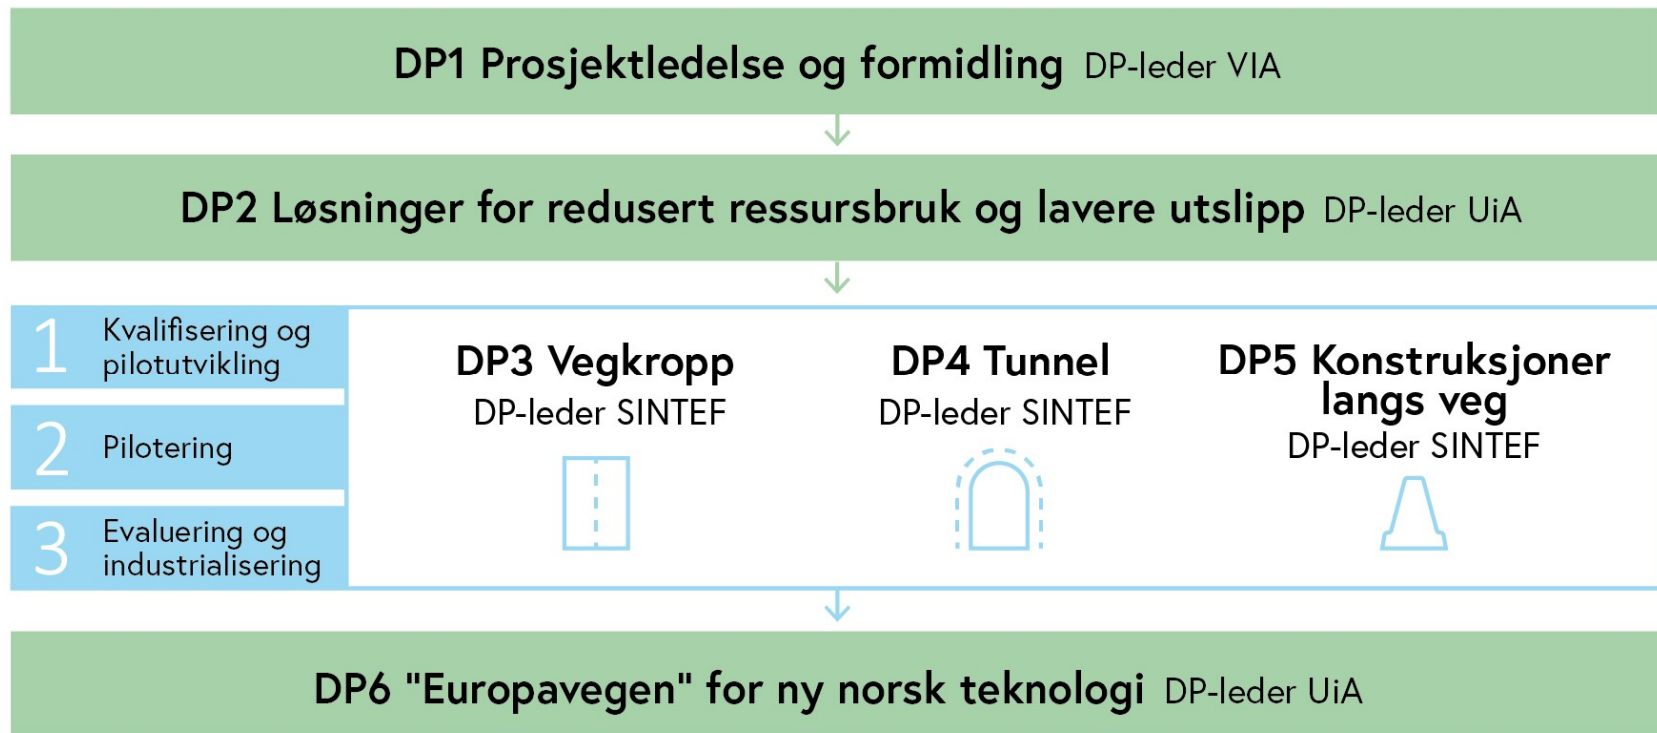 DP1 Prosjektledelse og formidling DP-leder VIA
DP2 Løsninger for redusert ressursbruk og lavere utslipp DP-leder UiA
1 Kvalifisering og
pilotutvikling
2 Pilotering
3 Evaluering og
industrialisering
DP3 Vegkropp
DP-leder SINTEF
DP4 Tunnel
DP-leder SINTEF
DP5 Konstruksjoner
langs veg
DP-leder SINTEF
DP6 "Europavegen" for ny norsk teknologi DP-leder UiA